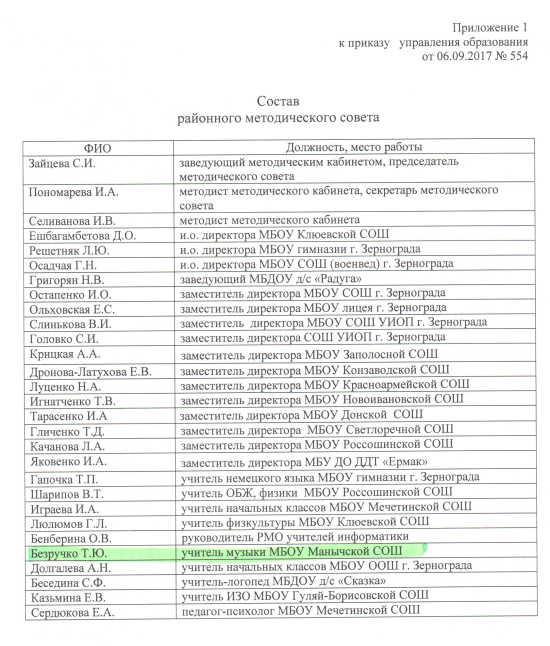 Приложение 1
к приказу управления образования
от 06.09.2017 № 554
Состав
районного методического совета
ФИО Должность, место работы
Зайцева С.И. заведующий методическим кабинетом, председатель
методического совета
Пономарева И.А. методист методического кабинета, секретарь методического
совета
Селиванова И.В. методист методического кабинета
Ешбагамбетова Д.О. и.о. директора МБОУ Клюевской СОШ
Решетняк Л.Ю. и.о. директора МБОУ гимназии г. Зернограда
Осадчая Г.Н. и.о. директора МБОУ СОШ (военвед) г. Зернограда
Григорян Н.В. заведующий МБДОУ д/с «Радуга»
Остапенко И.О. заместитель директора МБОУ СОШ г. Зернограда
Ольховская Е.С. заместитель директора МБОУ лицея г. Зернограда
Слинькова В.И. заместитель директора МБОУ СОШ УИОП г. Зернограда
Головко С.И. заместитель директора СОШ УИОП г. Зернограда
Крицкая А.А. заместитель директора МБОУ Заполосной СОШ
Дронова-Латухова Е.В. заместитель директора МБОУ Конзаводской СОШ
Луценко Н.А. заместитель директора МБОУ Красноармейской СОШ
Игнатченко Т.В. заместитель директора МБОУ Новоивановской СОШ
Тарасенко И.А заместитель директора МБОУ Донской СОШ
Гличенко Т.Д. заместитель директора МБОУ Светлоречной СОШ
Качанова Л.А. заместитель директора МБОУ Россошинской СОШ
Яковенко И.А. заместитель директора МБУ ДО ДДТ «Ермак»
Гапочка Т.П. учитель немецкого языка МБОУ гимназии г. Зернограда
Шарипов В.Т. учитель ОБЖ, физики МБОУ Россошинской СОШ
Играева И.А. учитель начальных классов МБОУ Мечетинской СОШ
Люлюмов Г.Л. учитель физкультуры МБОУ Клюевской СОШ
Бенберина О.В. руководитель РМО учителей информатики
Безручко Т.Ю. учитель музыки МБОУ Манычской СОШ
Долгалева А.Н. учитель начальных классов МБОУ ООШ г. Зернограда
Беседина С.Ф. учитель-логопед МБДОУ д/с «Сказка»
Казьмина Е.В. учитель ИЗО МБОУ Гуляй-Борисовской СОШ
Сердюкова Е.А. педагог-психолог МБОУ Мечетинской СОШ